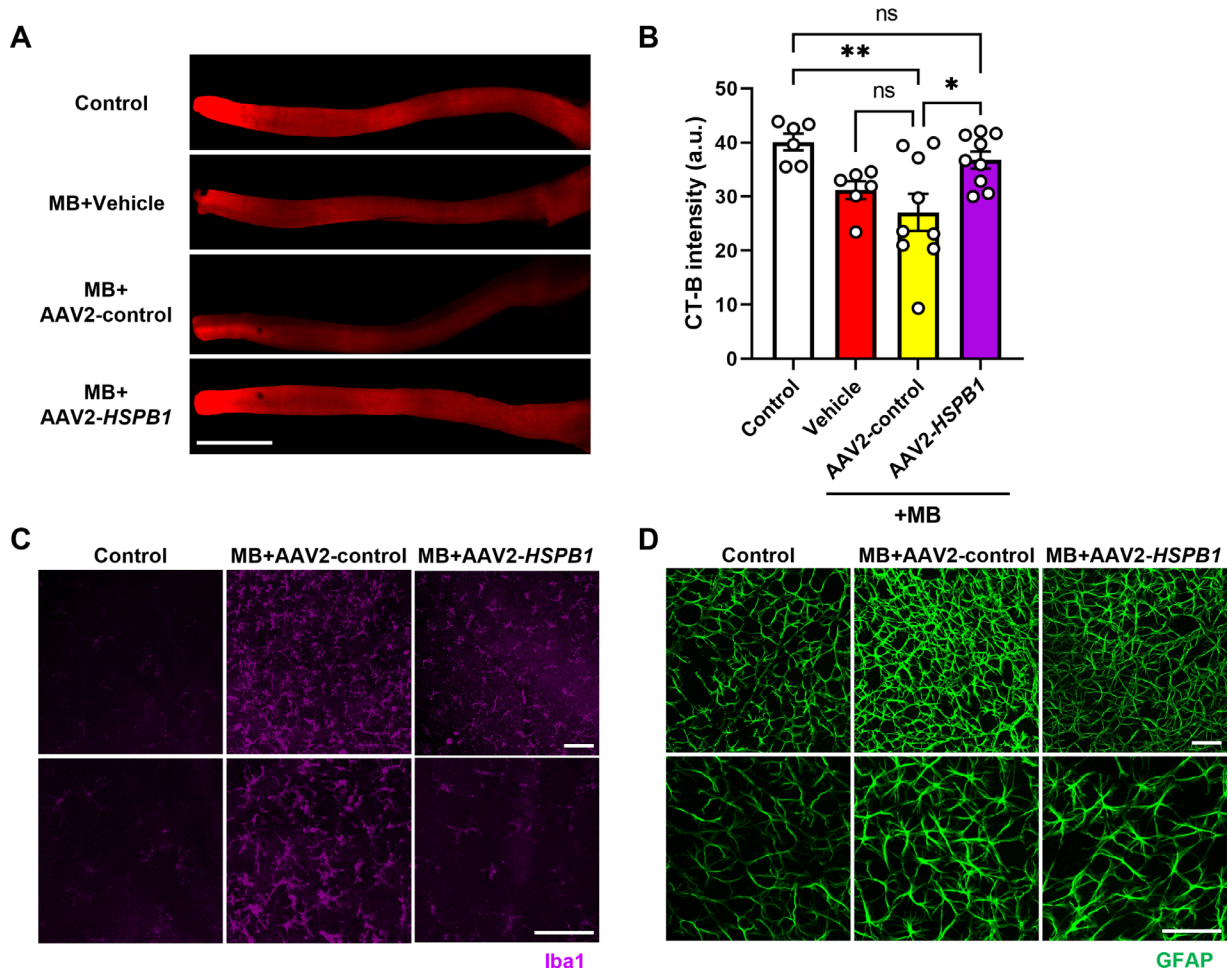 A
Control
MB+Vehicle
MB+
AAV2-control
MB+
AAV2-HSPB1
B
ns
**
ns
*
CT-B intensity (a.u.)
50
40
30
20
10
0
Control
Vehicle
AAV2-control
AAV2-HSPB1
+MB
C
Control
MB+AAV2-control
MB+AAV2-HSPB1
Iba1
D
Control
MB+AAV2-control
MB+AAV2-HSPB1
GFAP